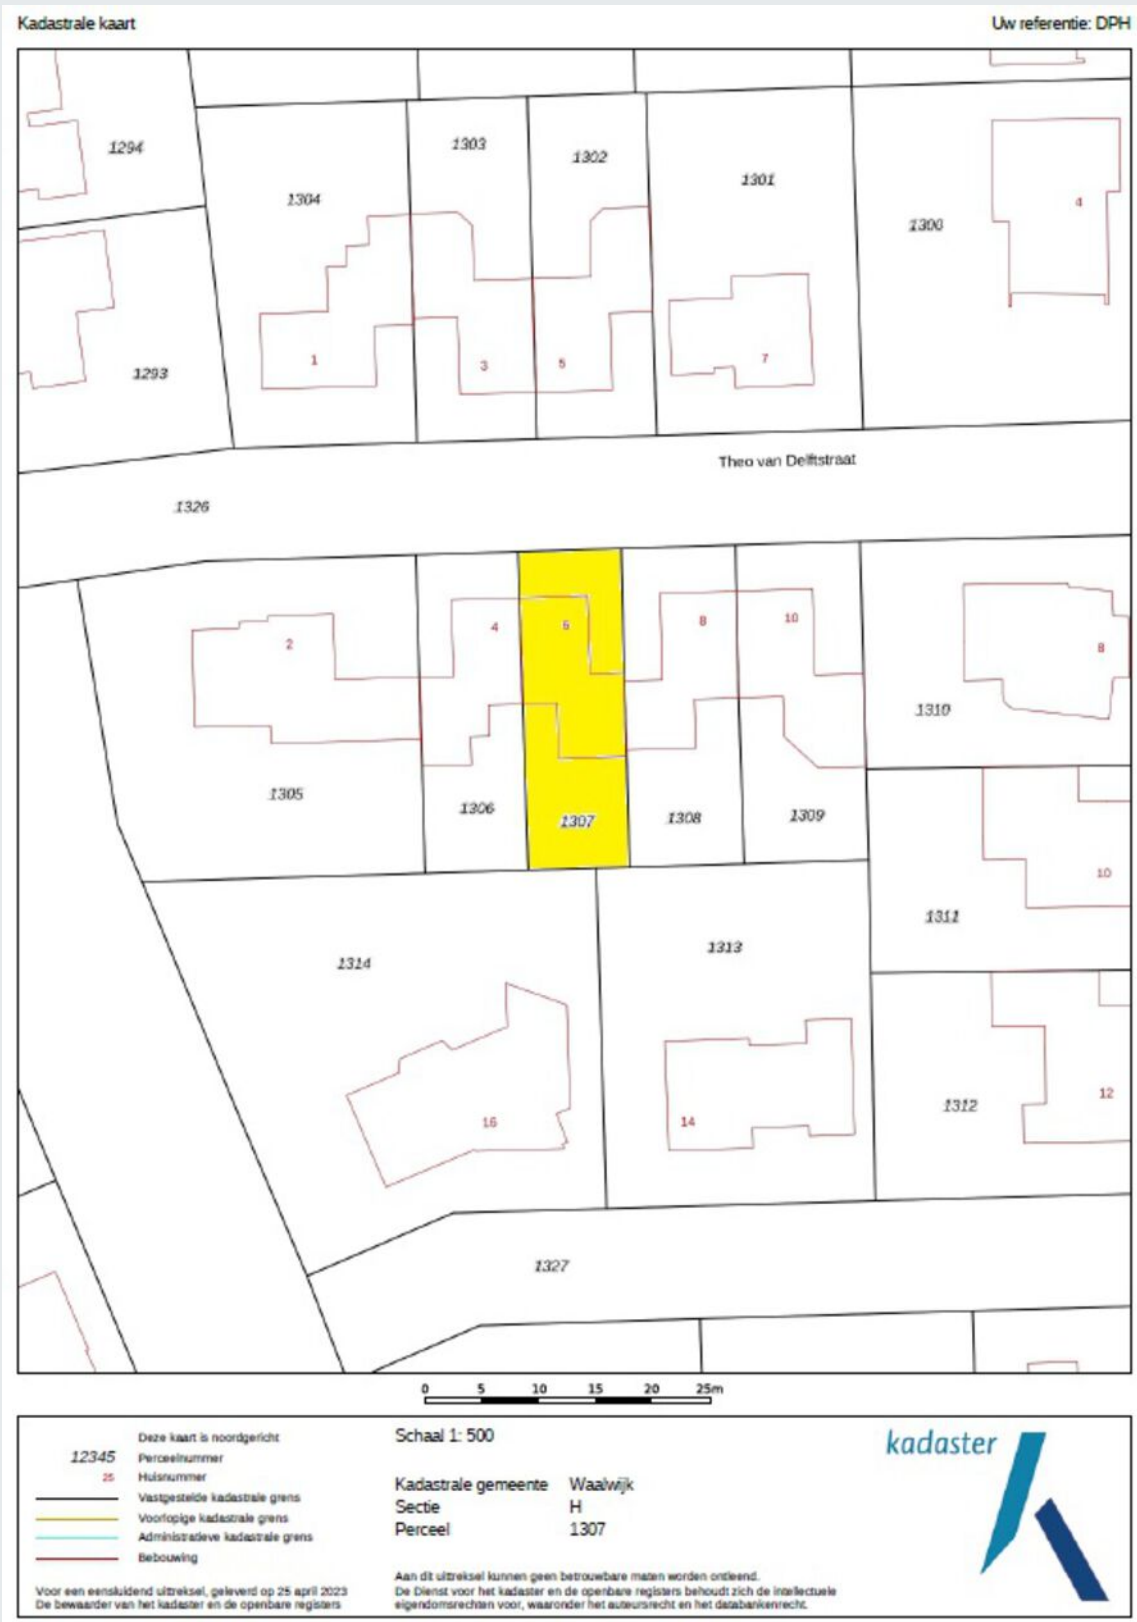 Kadastrale kaart
Uw referentie: DPH
1294
1303
1302
1304
1301
1300
4
1293
1
3
5
7
Theo van Delftstraat
1326
2
4
6
8
10
8
1310
1305
1306
1307
1308
1309
10
1311
1314
1313
16
14
1312
12
1327
0 5 10 15 20 25m
Deze kaart is noordgericht
12345 Perceelnummer
25 Huisnummer
Vastgestelde kadastrale grens
Voorlopige kadastrale grens
Administratieve kadastrale grens
Bebouwing
Voor een eensluidend uittreksel, geleverd op 25 april 2023
De bewaarder van het kadaster en de openbare registers
Schaal 1: 500
Kadastrale gemeente Waalwijk
Sectie H
Perceel 1307
Aan dit uittreksel kunnen geen betrouwbare maten worden ontleend.
De Dienst voor het kadaster en de openbare registers behoudt zich de intellectuele
eigendomsrechten voor, waaronder het auteursrecht en het databankenrecht.
kadaster